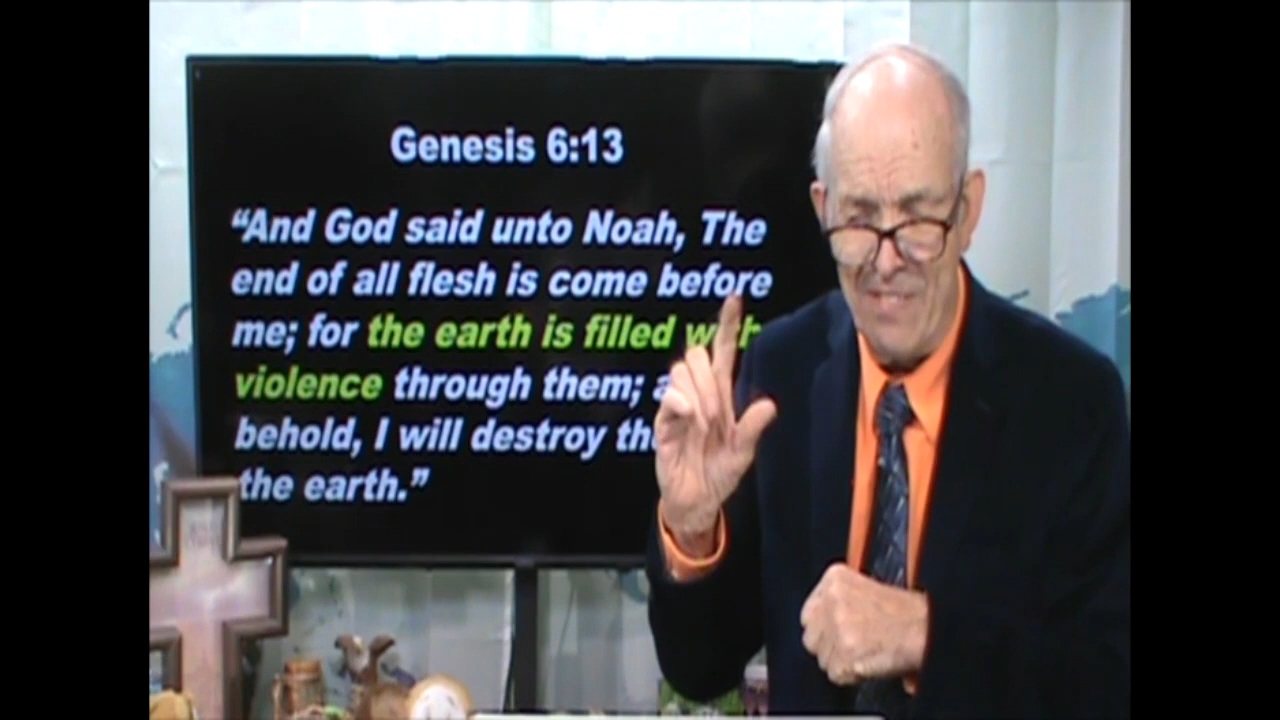 Genesis 6:13
“And God said unto Noah, The
end of all flesh is come before
me; for the earth is filled with
violence through them;
behold, I will destroy
the earth.”